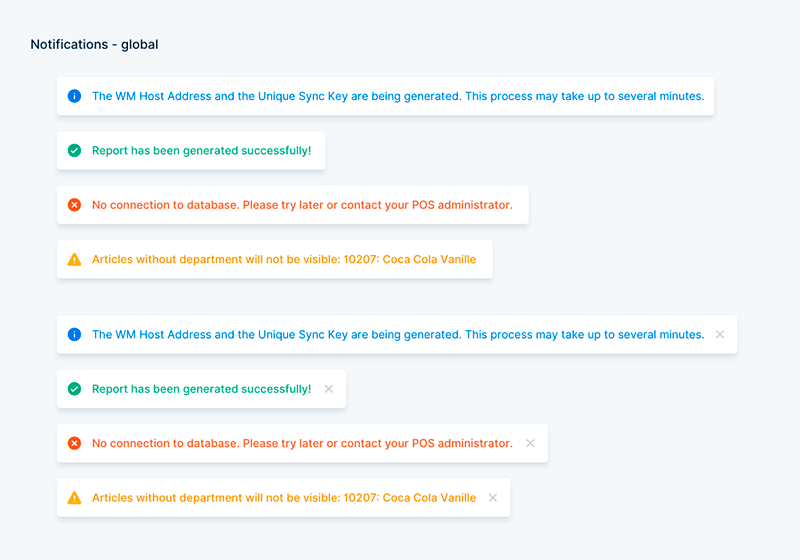 Notifications - global
The WM Host Address and the Unique Sync Key are being generated. This process may take up to several minutes.
Report has been generated successfully!
No connection to database. Please try later or contact your POS administrator.
Articles without department will not be visible: 10207: Coca Cola Vanille
The WM Host Address and the Unique Sync Key are being generated. This process may take up to several minutes.
Report has been generated successfully!
No connection to database. Please try later or contact your POS administrator.
Articles without department will not be visible: 10207: Coca Cola Vanille